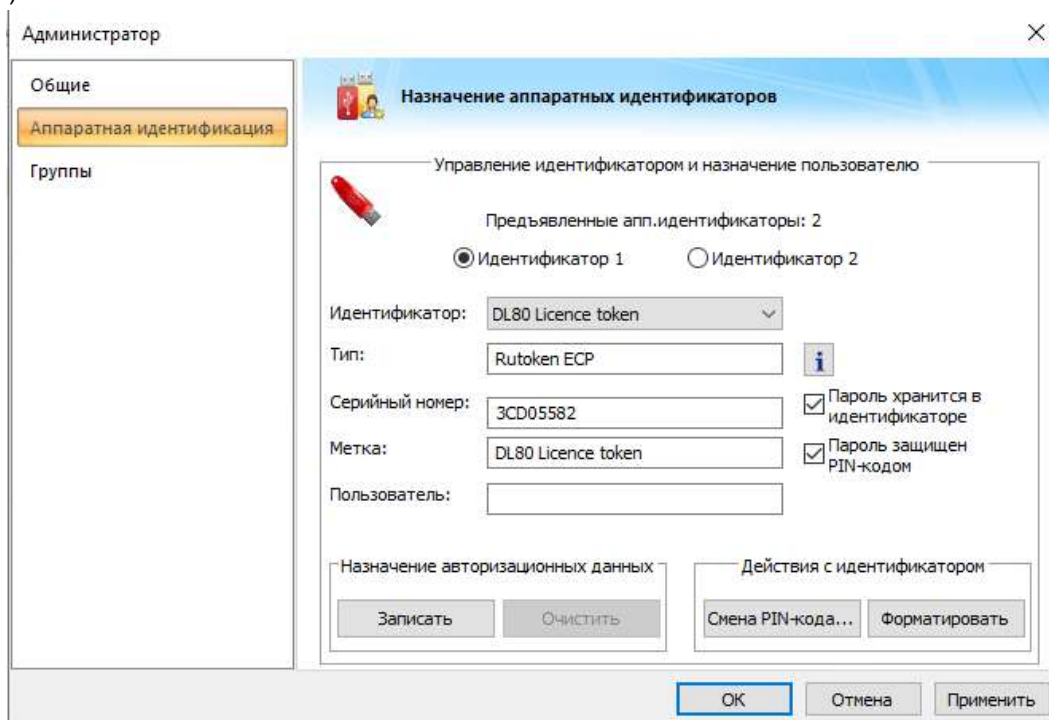 Администратор
Общие
Аппаратная идентификация
Группы
Назначение аппаратных идентификаторов
Управление идентификатором и назначение пользователю
Предъявленные апп.идентификаторы: 2
Идентификатор 1 Идентификатор 2
Идентификатор: DL80 Licence token
Тип: Rutoken ECP i
Серийный номер: 3CD05582 Пароль хранится в
идентификаторе
Метка: DL80 Licence token Пароль защищен
PIN-кодом
Пользователь:
Назначение авторизационных данных Действия с идентификатором
Записать Очистить Смена PIN-кода... Форматировать
OK Отмена Применить